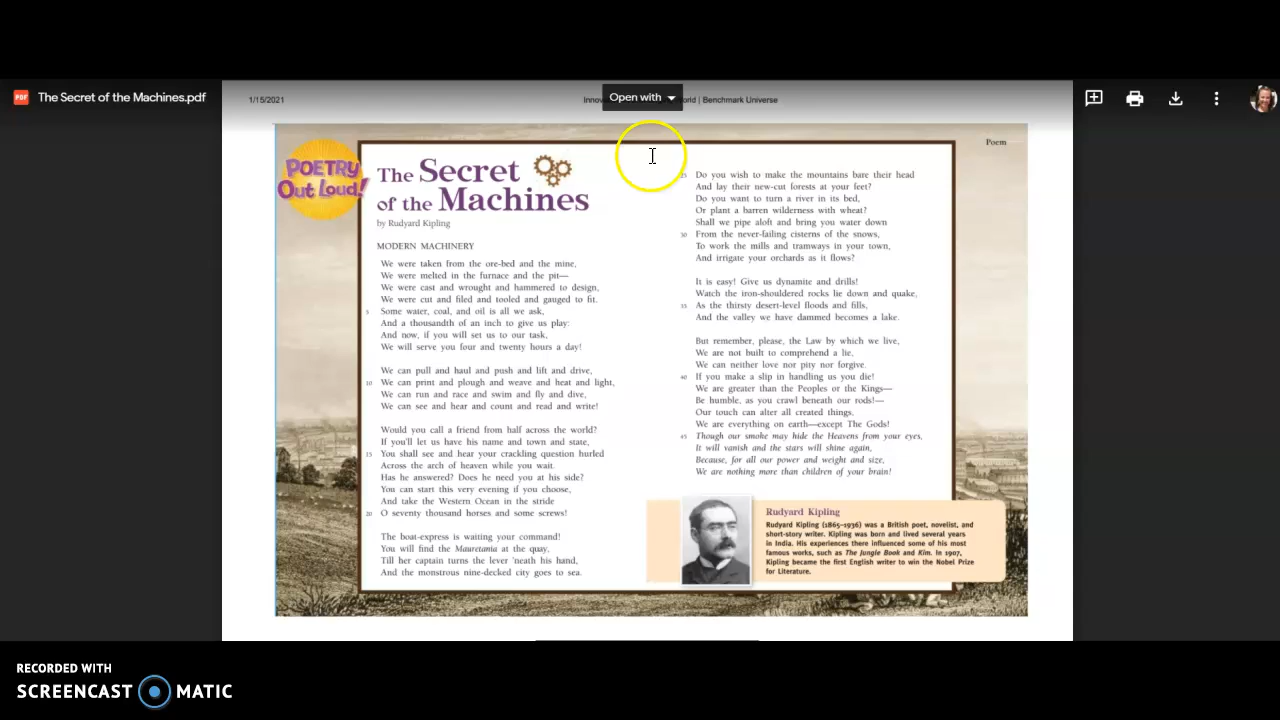 The Secret of the Machines.pdf
1/15/2021
Open with
orld | Benchmark Universe
Poem
POETRY
Out Loud!
The Secret
of the Machines
by Rudyard Kipling
MODERN MACHINERY
We were taken from the ore-bed and the mine,
We were melted in the furnace and the pit—
We were cast and wrought and hammered to design,
We were cut and filed and tooled and gauged to fit.
5 Some water, coal, and oil is all we ask,
And a thousandth of an inch to give us play:
And now, if you will set us to our task,
We will serve you four and twenty hours a day!
We can pull and haul and push and lift and drive,
10 We can print and plough and weave and heat and light,
We can run and race and swim and fly and dive,
We can see and hear and count and read and write!
Would you call a friend from half across the world?
If you'll let us have his name and town and state,
15 You shall see and hear your crackling question hurled
Across the arch of heaven while you wait.
Has he answered? Does he need you at his side?
You can start this very evening if you choose,
And take the Western Ocean in the stride
20 O seventy thousand horses and some screws!
The boat-express is waiting your command!
You will find the Mauretania at the quay,
Till her captain turns the lever 'neath his hand,
And the monstrous nine-decked city goes to sea.
25 Do you wish to make the mountains bare their head
And lay their new-cut forests at your feet?
Do you want to turn a river in its bed,
Or plant a barren wilderness with wheat?
Shall we pipe aloft and bring you water down
30 From the never-failing cisterns of the snows,
To work the mills and tramways in your town,
And irrigate your orchards as it flows?
It is easy! Give us dynamite and drills!
Watch the iron-shouldered rocks lie down and quake,
35 As the thirsty desert-level floods and fills,
And the valley we have dammed becomes a lake.
But remember, please, the Law by which we live,
We are not built to comprehend a lie,
We can neither love nor pity nor forgive.
40 If you make a slip in handling us you die!
We are greater than the Peoples or the Kings—
Be humble, as you crawl beneath our rods!—
Our touch can alter all created things,
We are everything on earth—except The Gods!
45 Though our smoke may hide the Heavens from your eyes,
It will vanish and the stars will shine again,
Because, for all our power and weight and size,
We are nothing more than children of your brain!
Rudyard Kipling
Rudyard Kipling (1865–1936) was a British poet, novelist, and
short-story writer. Kipling was born and lived several years
in India. His experiences there influenced some of his most
famous works, such as The Jungle Book and Kim. In 1907,
Kipling became the first English writer to win the Nobel Prize
for Literature.
RECORDED WITH
SCREENCAST MATIC